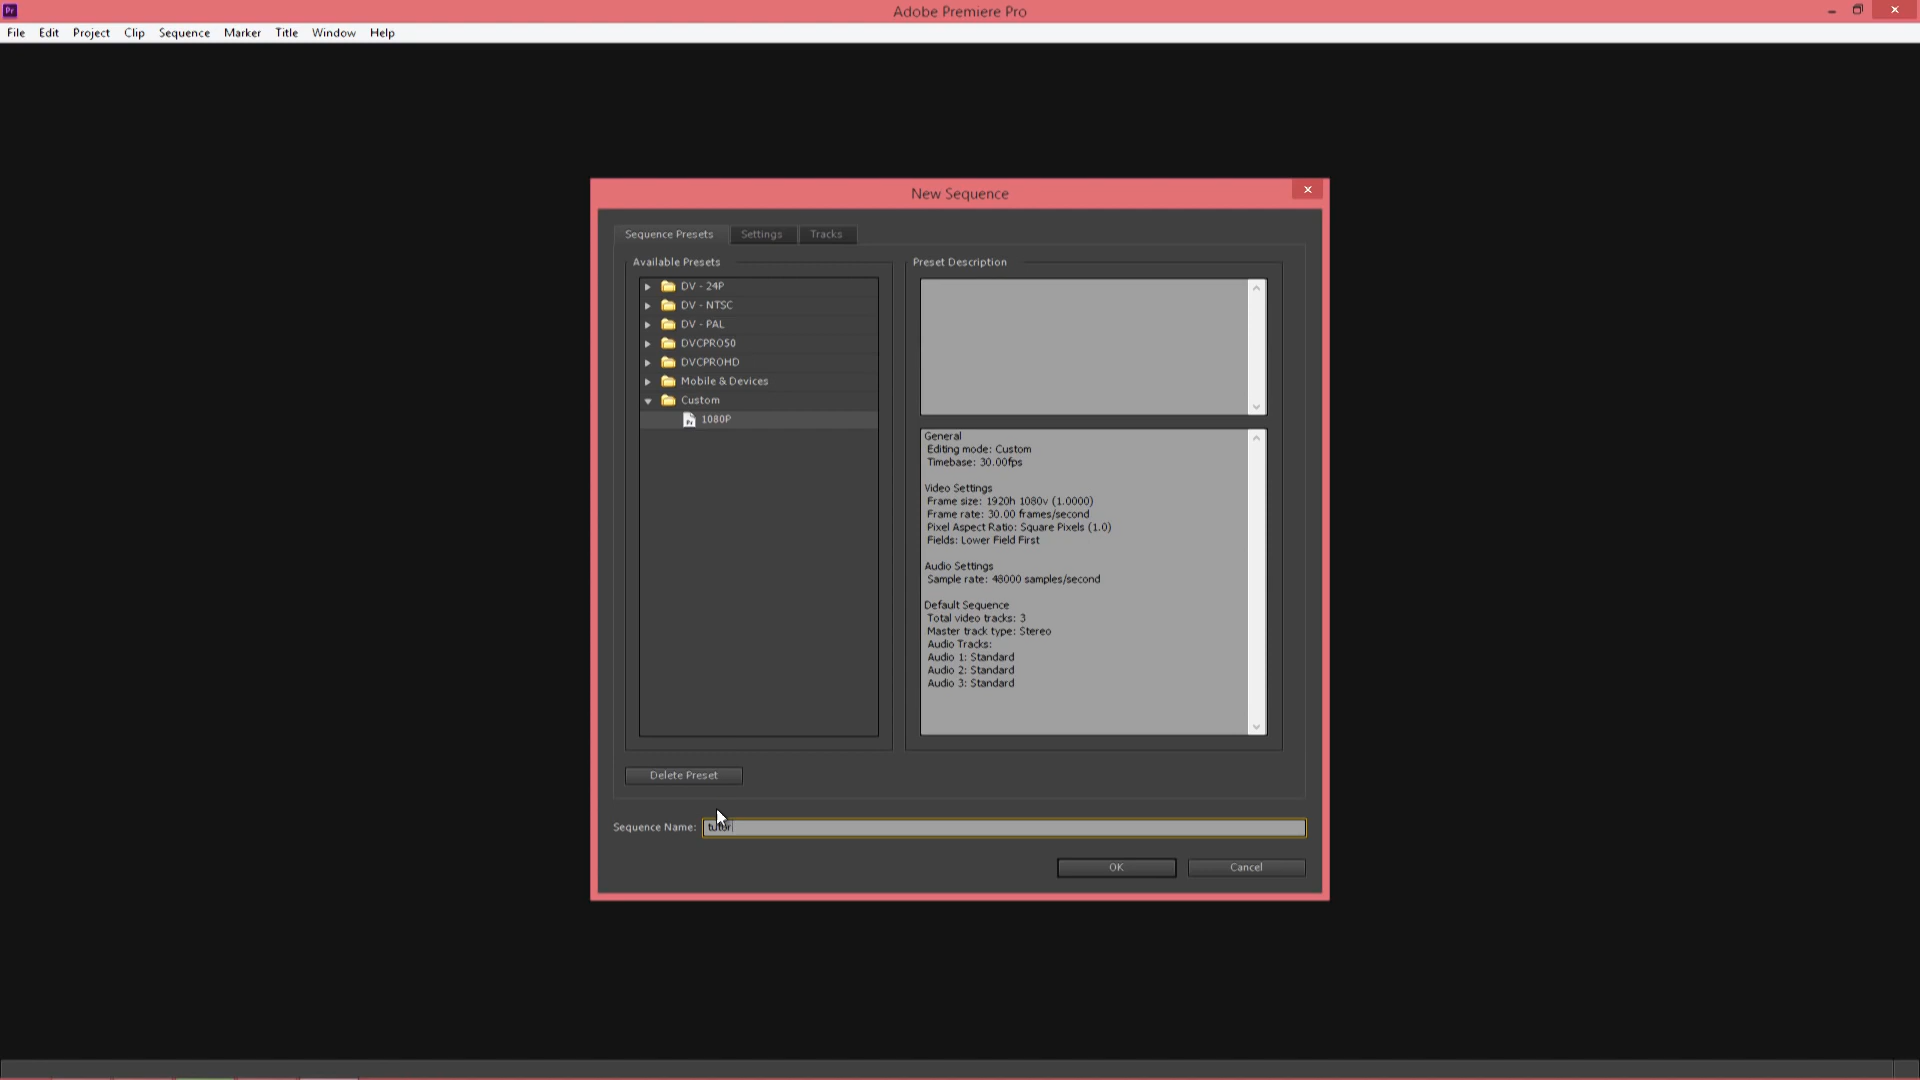 Pr
Adobe Premiere Pro
File Edit Project Clip Sequence Marker Title Window Help
New Sequence
Sequence Presets Settings Tracks
Available Presets
DV - 24P
DV - NTSC
DV - PAL
DVCPRO50
DVCPROHD
Mobile & Devices
Custom
Pr 1080P
Preset Description
General
Editing mode: Custom
Timebase: 30.00fps
Video Settings
Frame size: 1920h 1080v (1.0000)
Frame rate: 30.00 frames/second
Pixel Aspect Ratio: Square Pixels (1.0)
Fields: Lower Field First
Audio Settings
Sample rate: 48000 samples/second
Default Sequence
Total video tracks: 3
Master track type: Stereo
Audio Tracks:
Audio 1: Standard
Audio 2: Standard
Audio 3: Standard
Delete Preset
Sequence Name: tutor
OK Cancel